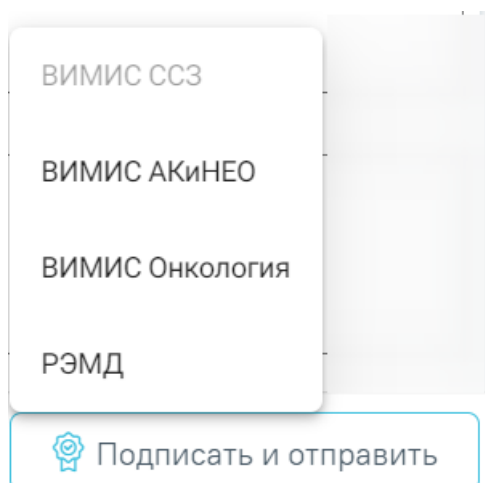 ВИМИС ССЗ
ВИМИС АКиНЕО
ВИМИС Онкология
РЭМД
Подписать и отправить